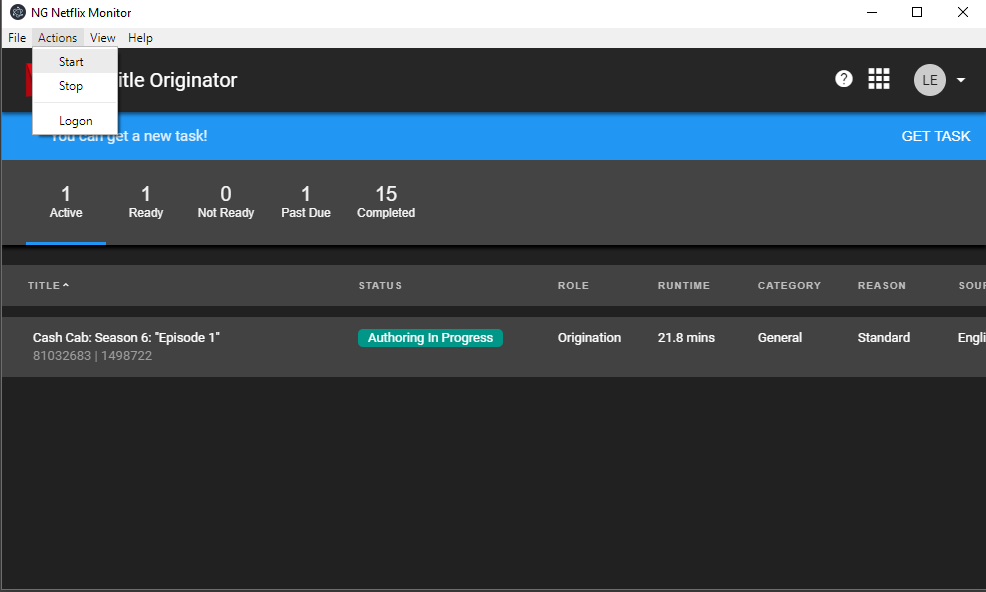 NG Netflix Monitor
File Actions View Help
Start
Stop
Logon
itle Originator
LE
You can get a new task!
GET TASK
1 1 0 1 15
Active Ready Not Ready Past Due Completed
TITLE STATUS ROLE RUNTIME CATEGORY REASON SOUR
Cash Cab: Season 6: "Episode 1" Authoring In Progress Origination 21.8 mins General Standard Engli
81032683 | 1498722